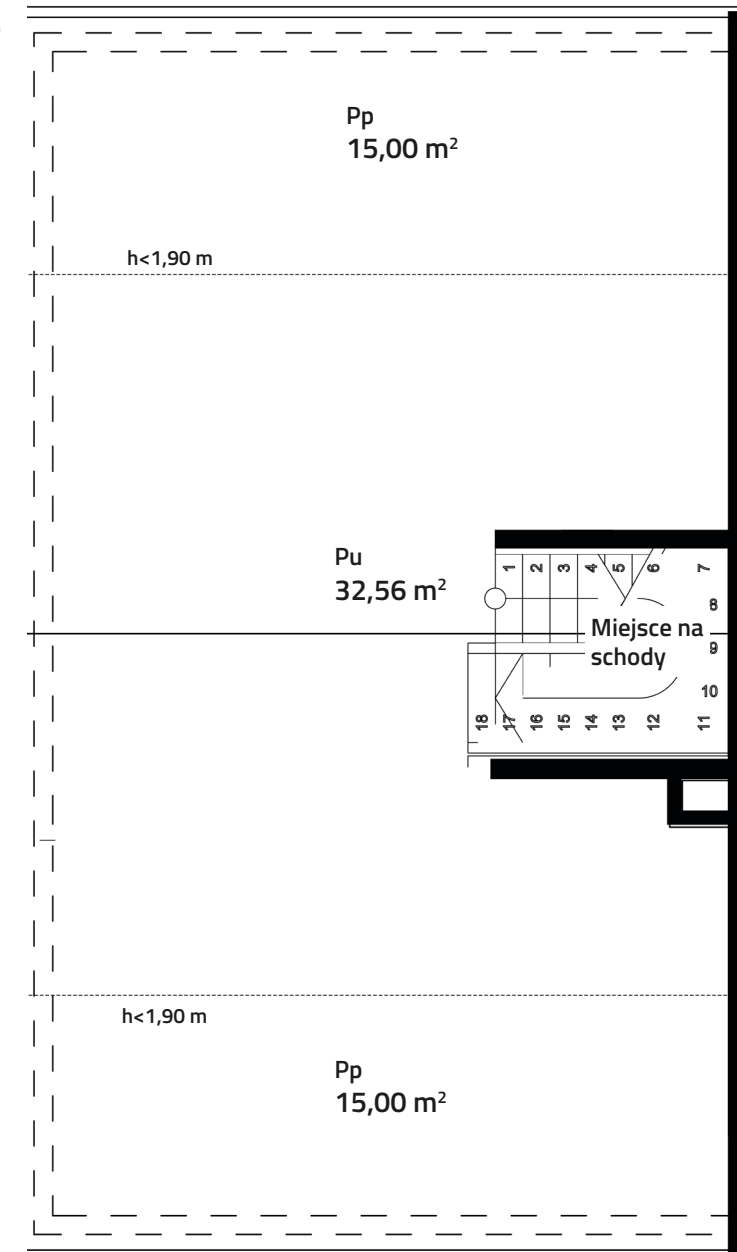 Pp
15,00 m²
h<1,90 m
Pu
32,56 m²
1 2 3 4 5 6 7
8
Miejsce na
schody
9
10
18 17 16 15 14 13 12 11
h<1,90 m
Pp
15,00 m²